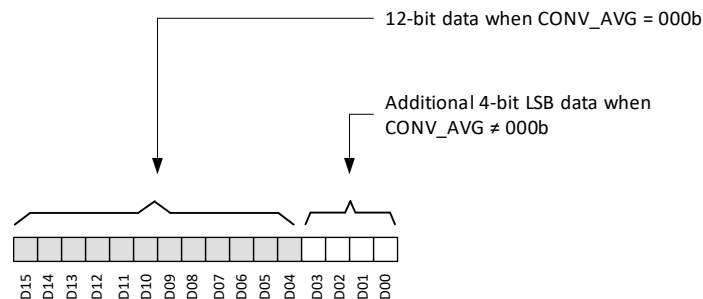 12-bit data when CONV_AVG = 000b
Additional 4-bit LSB data when
CONV_AVG ≠ 000b
D15
D14
D13
D12
D11
D10
D09
D08
D07
D06
D05
D04
D03
D02
D01
D00